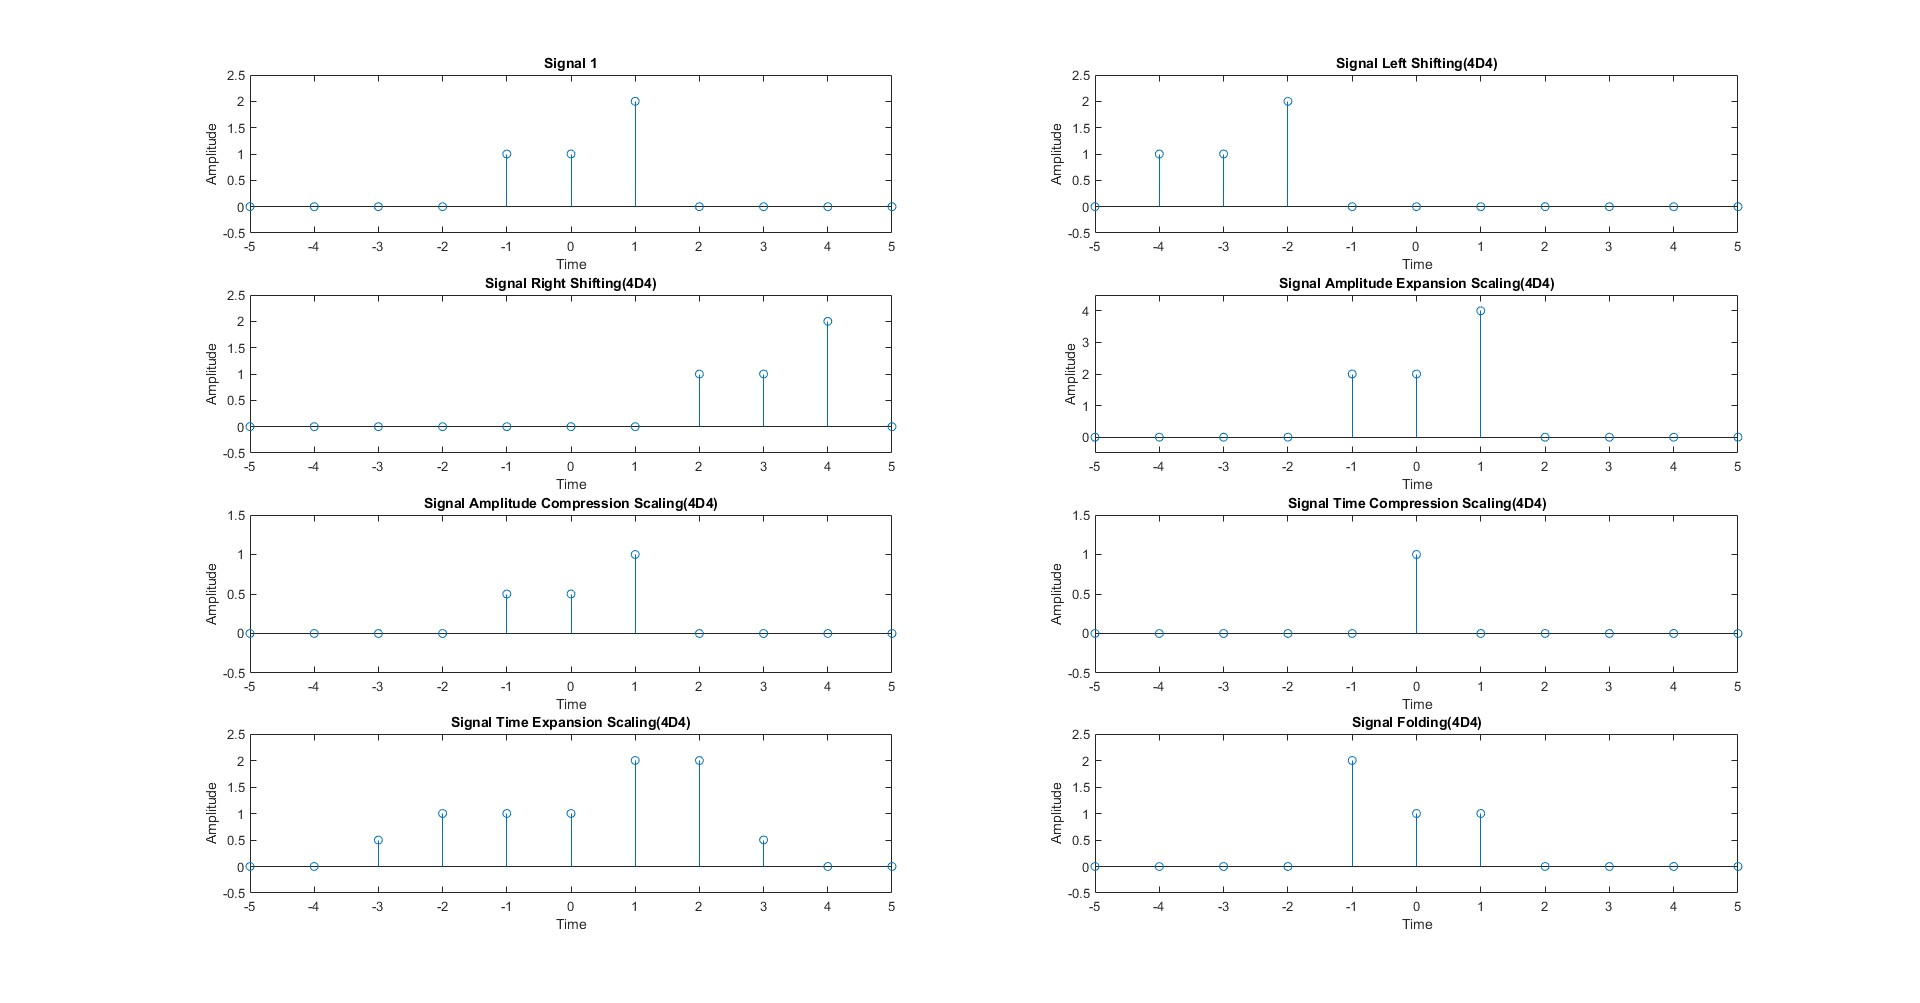 Signal 1
2.5
2
1.5
1
0.5
0
-0.5
Amplitude
-5 -4 -3 -2 -1 0 1 2 3 4 5
Time
Signal Left Shifting(4D4)
2.5
2
1.5
1
0.5
0
-0.5
Amplitude
-5 -4 -3 -2 -1 0 1 2 3 4 5
Time
Signal Right Shifting(4D4)
2.5
2
1.5
1
0.5
0
-0.5
Amplitude
-5 -4 -3 -2 -1 0 1 2 3 4 5
Time
Signal Amplitude Expansion Scaling(4D4)
4
3
2
1
0
Amplitude
-5 -4 -3 -2 -1 0 1 2 3 4 5
Time
Signal Amplitude Compression Scaling(4D4)
1.5
1
0.5
0
-0.5
Amplitude
-5 -4 -3 -2 -1 0 1 2 3 4 5
Time
Signal Time Compression Scaling(4D4)
1.5
1
0.5
0
-0.5
Amplitude
-5 -4 -3 -2 -1 0 1 2 3 4 5
Time
Signal Time Expansion Scaling(4D4)
2.5
2
1.5
1
0.5
0
-0.5
Amplitude
-5 -4 -3 -2 -1 0 1 2 3 4 5
Time
Signal Folding(4D4)
2.5
2
1.5
1
0.5
0
-0.5
Amplitude
-5 -4 -3 -2 -1 0 1 2 3 4 5
Time